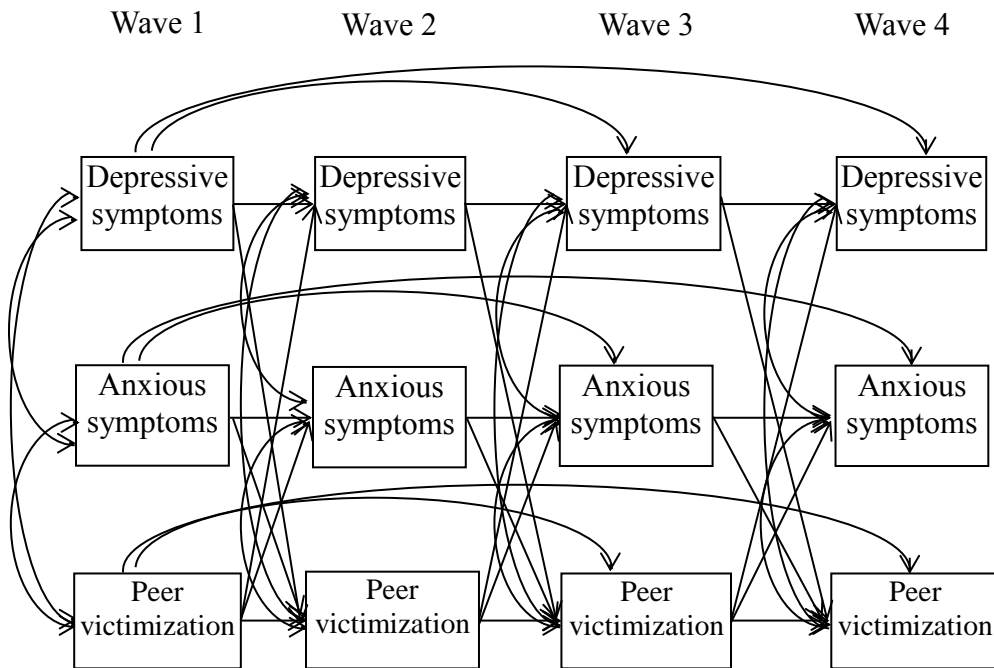 Wave 1 Wave 2 Wave 3 Wave 4
Depressive symptoms
Depressive symptoms
Depressive symptoms
Depressive symptoms
Anxious symptoms
Anxious symptoms
Anxious symptoms
Anxious symptoms
Peer victimization
Peer victimization
Peer victimization
Peer victimization